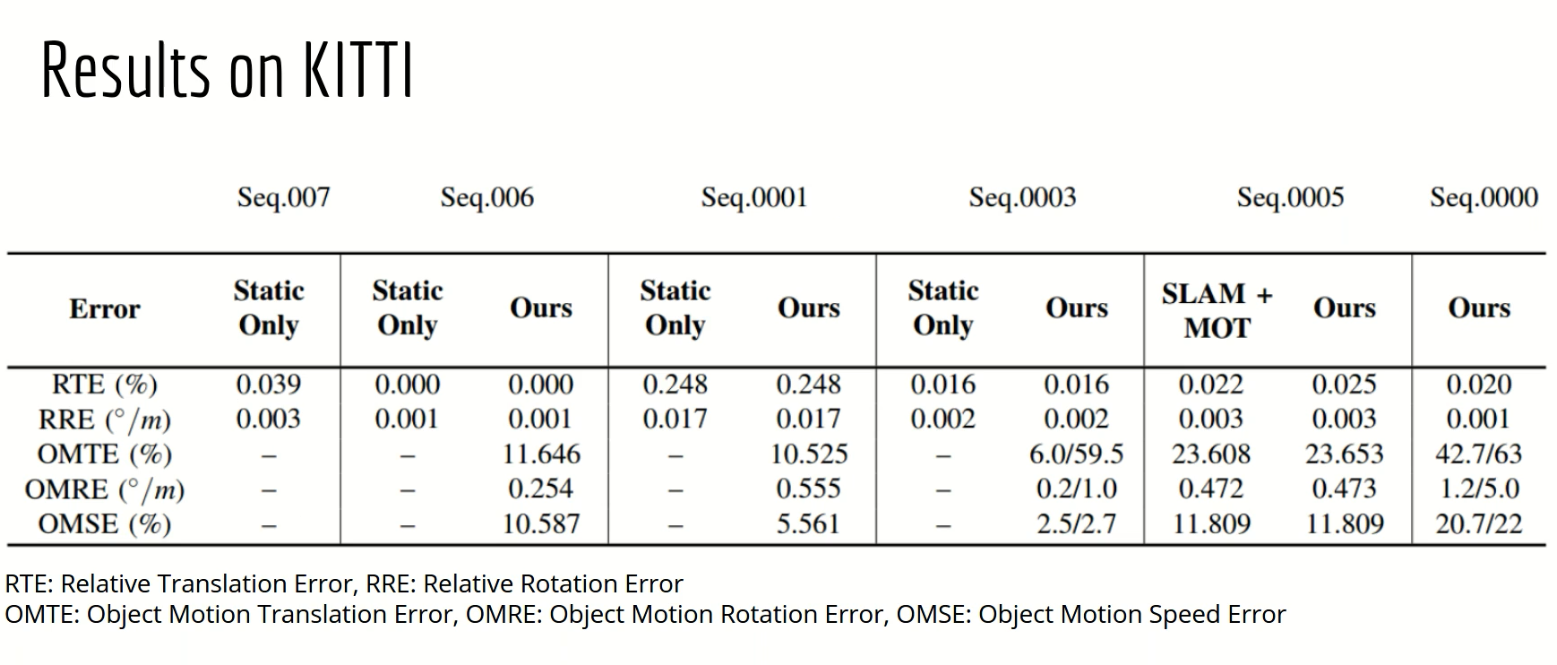 Results on KITTI
Seq.007 Seq.006 Seq.0001 Seq.0003 Seq.0005 Seq.0000
Error Static Only Static Only Ours Static Only Ours Static Only Ours SLAM + MOT Ours Ours
RTE (%) 0.039 0.000 0.000 0.248 0.248 0.016 0.016 0.022 0.025 0.020
RRE (°/m) 0.003 0.001 0.001 0.017 0.017 0.002 0.002 0.003 0.003 0.001
OMTE (%) – – 11.646 – 10.525 – 6.0/59.5 23.608 23.653 42.7/63
OMRE (°/m) – – 0.254 – 0.555 – 0.2/1.0 0.472 0.473 1.2/5.0
OMSE (%) – – 10.587 – 5.561 – 2.5/2.7 11.809 11.809 20.7/22
RTE: Relative Translation Error, RRE: Relative Rotation Error
OMTE: Object Motion Translation Error, OMRE: Object Motion Rotation Error, OMSE: Object Motion Speed Error